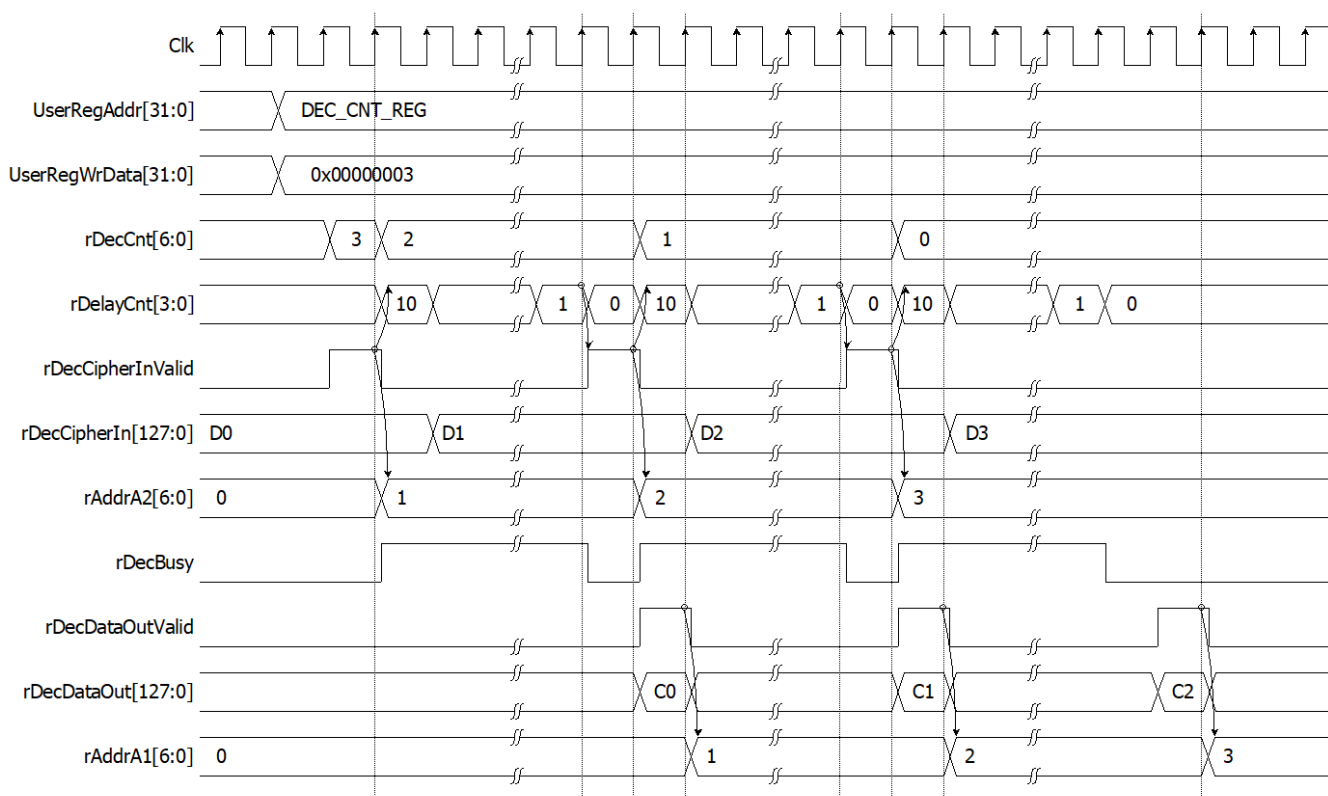 Clk
UserRegAddr[31:0] DEC_CNT_REG
UserRegWrData[31:0] 0x00000003
rDecCnt[6:0] 3 2 1 0
rDelayCnt[3:0] 10 1 0 10 1 0 10 1 0
rDecCipherInValid
rDecCipherIn[127:0] D0 D1 D2 D3
rAddrA2[6:0] 0 1 2 3
rDecBusy
rDecDataOutValid
rDecDataOut[127:0] C0 C1 C2
rAddrA1[6:0] 0 1 2 3